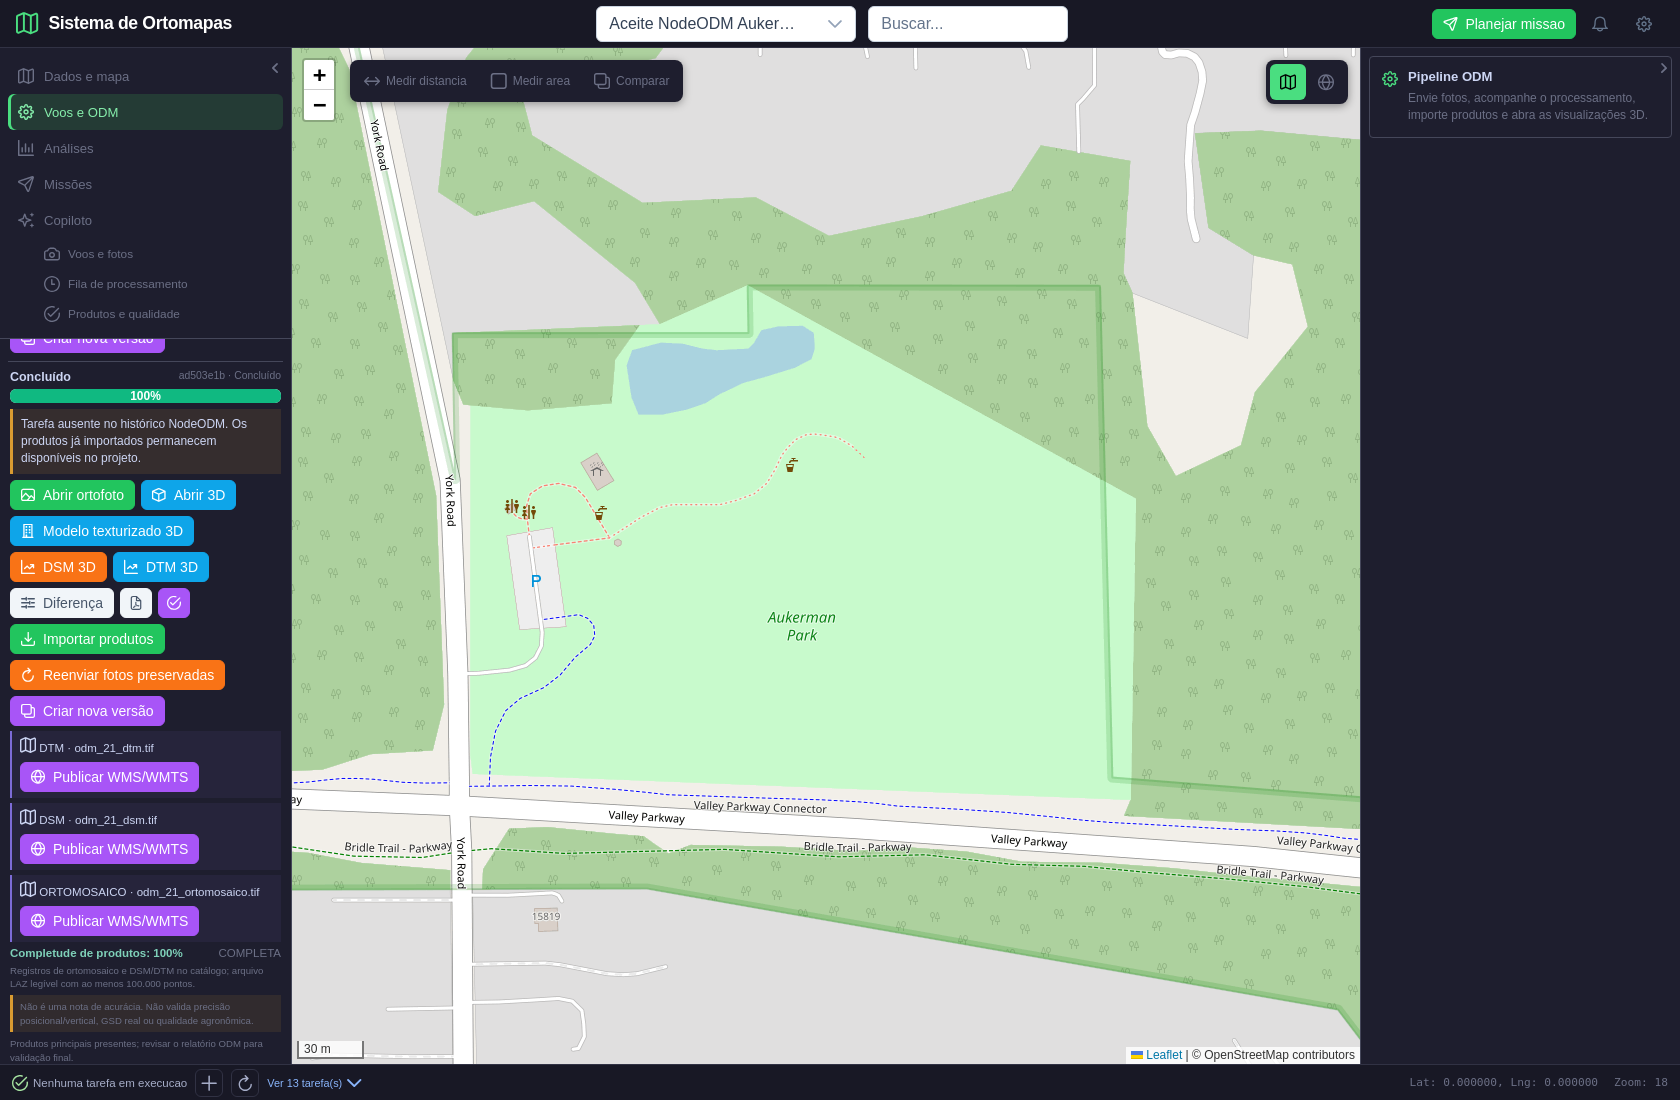 Sistema de Ortomapas
Aceite NodeODM Auker…
Buscar...
Planejar missao
Dados e mapa
Voos e ODM
Análises
Missões
Copiloto
Voos e fotos
Fila de processamento
Produtos e qualidade
Criar nova versão
Concluído
ad503e1b · Concluído
100%
Tarefa ausente no histórico NodeODM. Os
produtos já importados permanecem
disponíveis no projeto.
Abrir ortofoto
Abrir 3D
Modelo texturizado 3D
DSM 3D
DTM 3D
Diferença
Importar produtos
Reenviar fotos preservadas
Criar nova versão
DTM · odm_21_dtm.tif
Publicar WMS/WMTS
DSM · odm_21_dsm.tif
Publicar WMS/WMTS
ORTOMOSAICO · odm_21_ortomosaico.tif
Publicar WMS/WMTS
Completude de produtos: 100%
COMPLETA
Registros de ortomosaico e DSM/DTM no catálogo; arquivo
LAZ legível com ao menos 100.000 pontos.
Não é uma nota de acurácia. Não valida precisão
posicional/vertical, GSD real ou qualidade agronômica.
Produtos principais presentes; revisar o relatório ODM para
validação final.
+
−
Medir distancia
Medir area
Comparar
York Road
York Road
P
Aukerman
Park
ay
Valley Parkway Connector
Valley Parkway
Valley Parkway
Valley Parkway C
Bridle Trail - Parkway
Bridle Trail - Parkway
Bridle Trail - Parkway
York Road
15819
30 m
Leaflet | © OpenStreetMap contributors
Pipeline ODM
Envie fotos, acompanhe o processamento,
importe produtos e abra as visualizações 3D.
Nenhuma tarefa em execucao
Ver 13 tarefa(s)
Lat: 0.000000, Lng: 0.000000
Zoom: 18